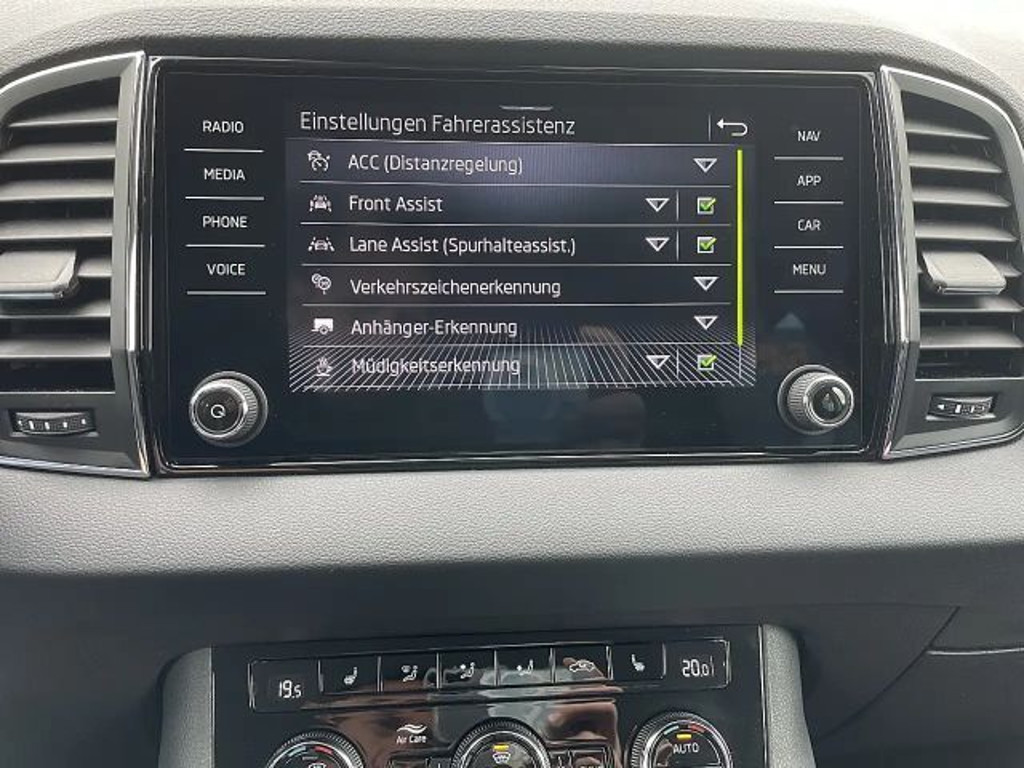 Einstellungen Fahrerassistenz
RADIO
MEDIA
PHONE
VOICE
ACC (Distanzregelung)
Front Assist
Lane Assist (Spurhalteassist.)
Verkehrszeichenerkennung
Anhänger-Erkennung
Müdigkeitserkennung
NAV
APP
CAR
MENU
19.5
20.0
Air Care
AUTO